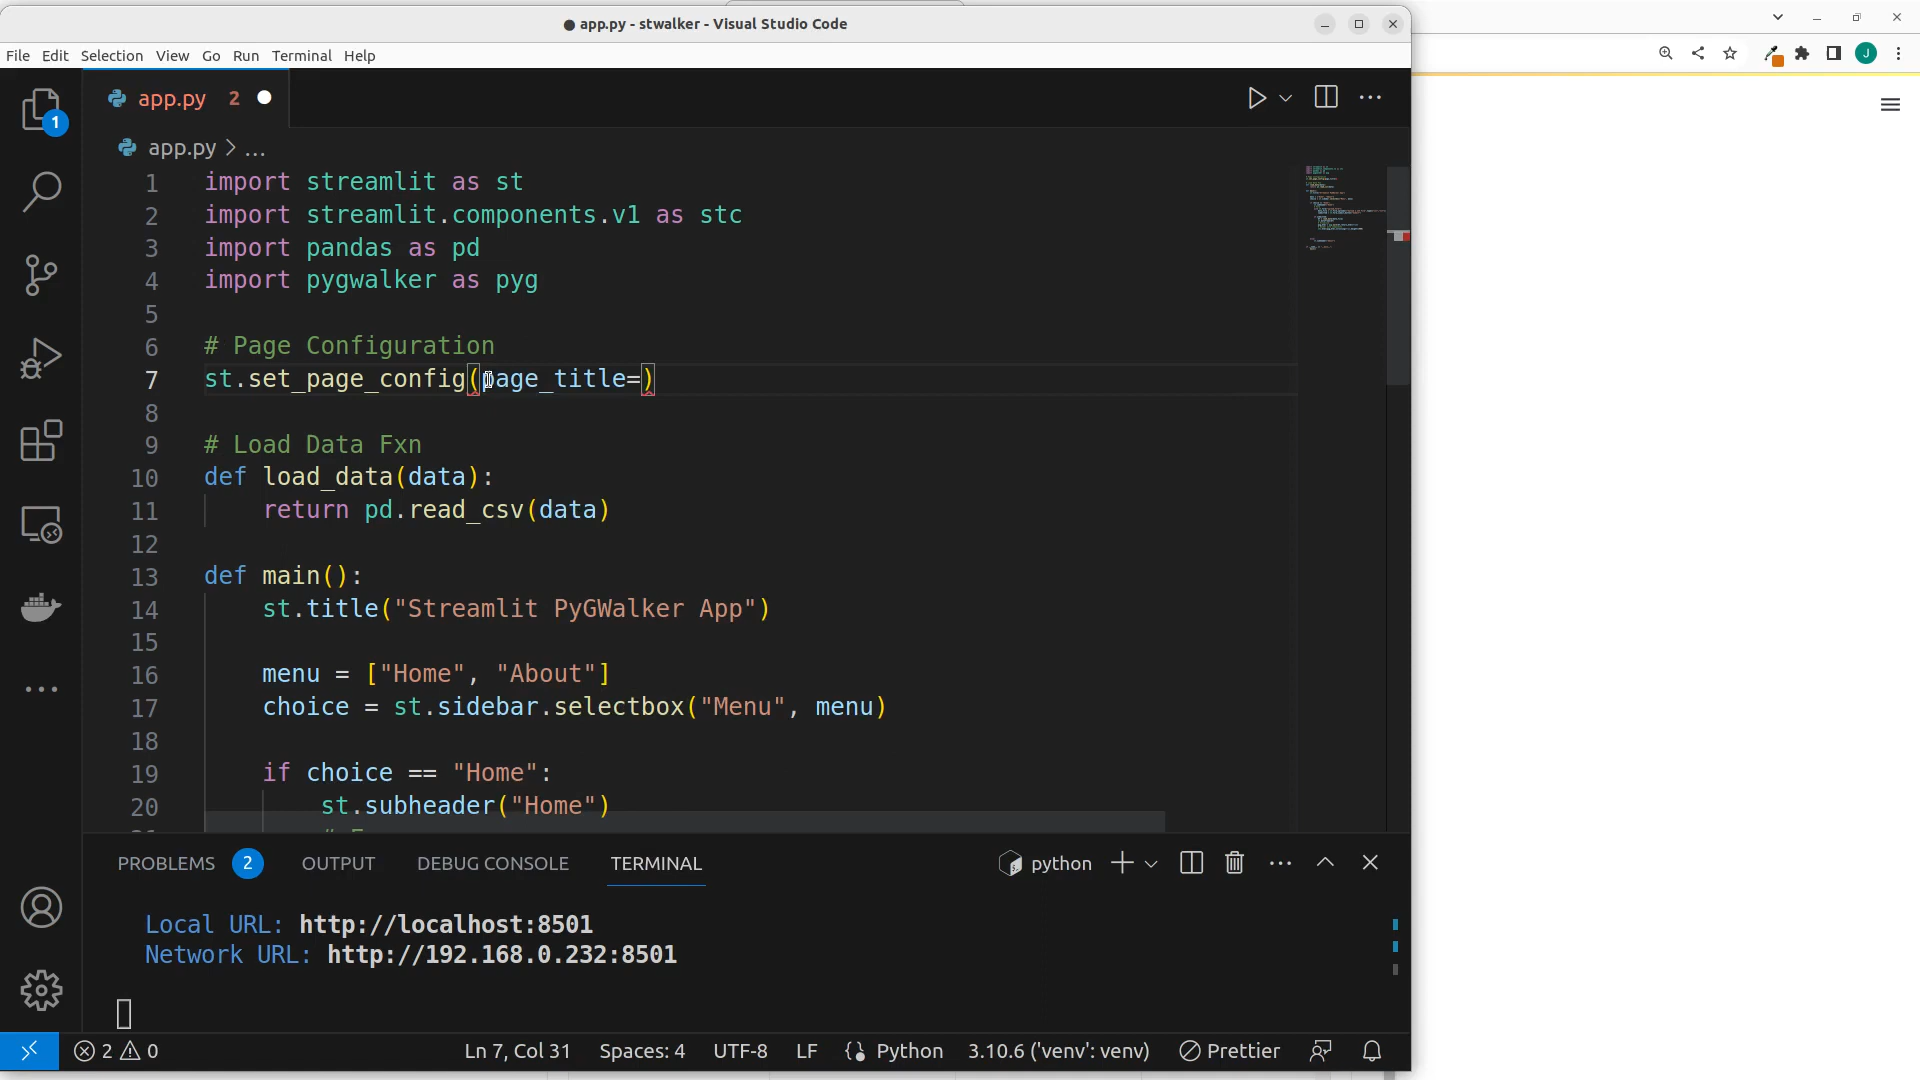 ● app.py - stwalker - Visual Studio Code
File Edit Selection View Go Run Terminal Help
J
1
app.py 2
app.py > ...
1 import streamlit as st
2 import streamlit.components.v1 as stc
3 import pandas as pd
4 import pygwalker as pyg
5
6 # Page Configuration
7 st.set_page_config(page_title=)
8
9 # Load Data Fxn
10 def load_data(data):
11 return pd.read_csv(data)
12
13 def main():
14 st.title("Streamlit PyGWalker App")
15
16 menu = ["Home", "About"]
17 choice = st.sidebar.selectbox("Menu", menu)
18
19 if choice == "Home":
20 st.subheader("Home")
PROBLEMS 2 OUTPUT DEBUG CONSOLE TERMINAL python
Local URL: http://localhost:8501
Network URL: http://192.168.0.232:8501
2 0 Ln 7, Col 31 Spaces: 4 UTF-8 LF Python 3.10.6 ('venv': venv) Prettier